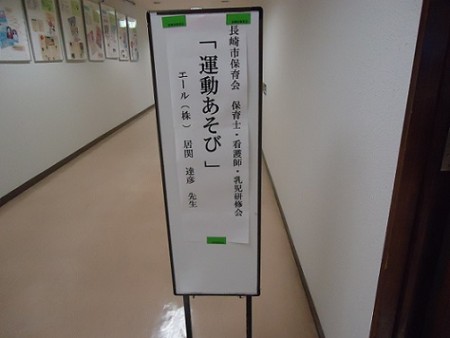 長崎市保育会　保育士・看護師・乳児研修会
「運動あそび」
エール（株）　居関　達彦　先生